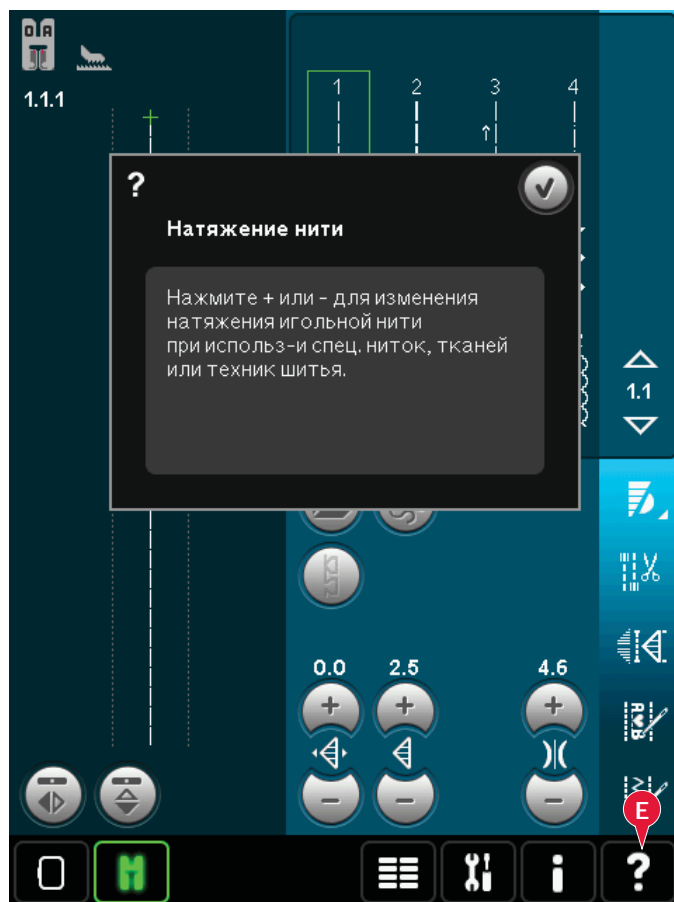 0A
1.1.1
1 2 3 4
?
Натяжение нити
Нажмите + или – для изменения
натяжения игольной нити
при использ-и спец. ниток, тканей
или техник шитья.
1.1
0.0 2.5 4.6
E
?